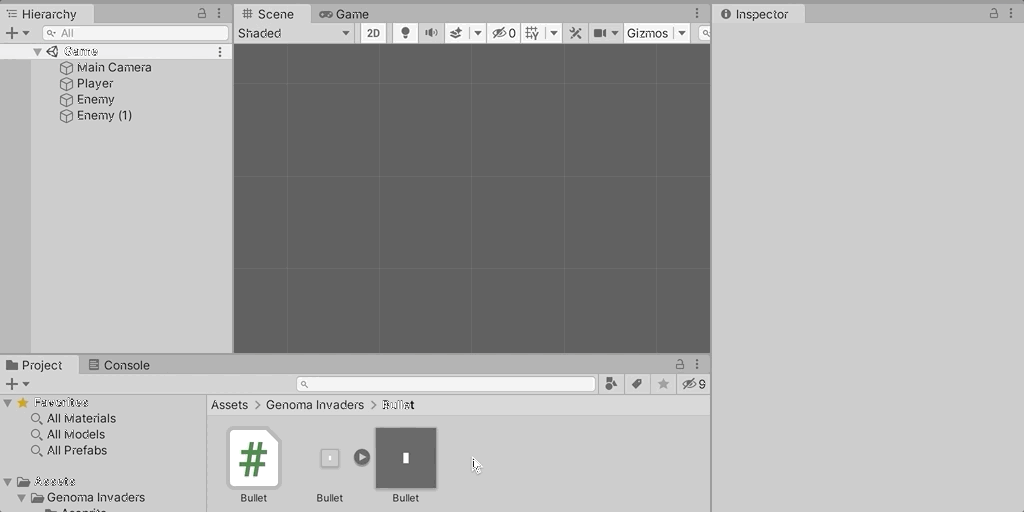 Hierarchy
All
Game
Main Camera
Player
Enemy
Enemy (1)
Scene
Game
Shaded
2D
0
Gizmos
Inspector
Project
Console
9
Favorites
All Materials
All Models
All Prefabs
Assets
Genoma Invaders
Assets > Genoma Invaders > Bullet
#
Bullet
Bullet
Bullet